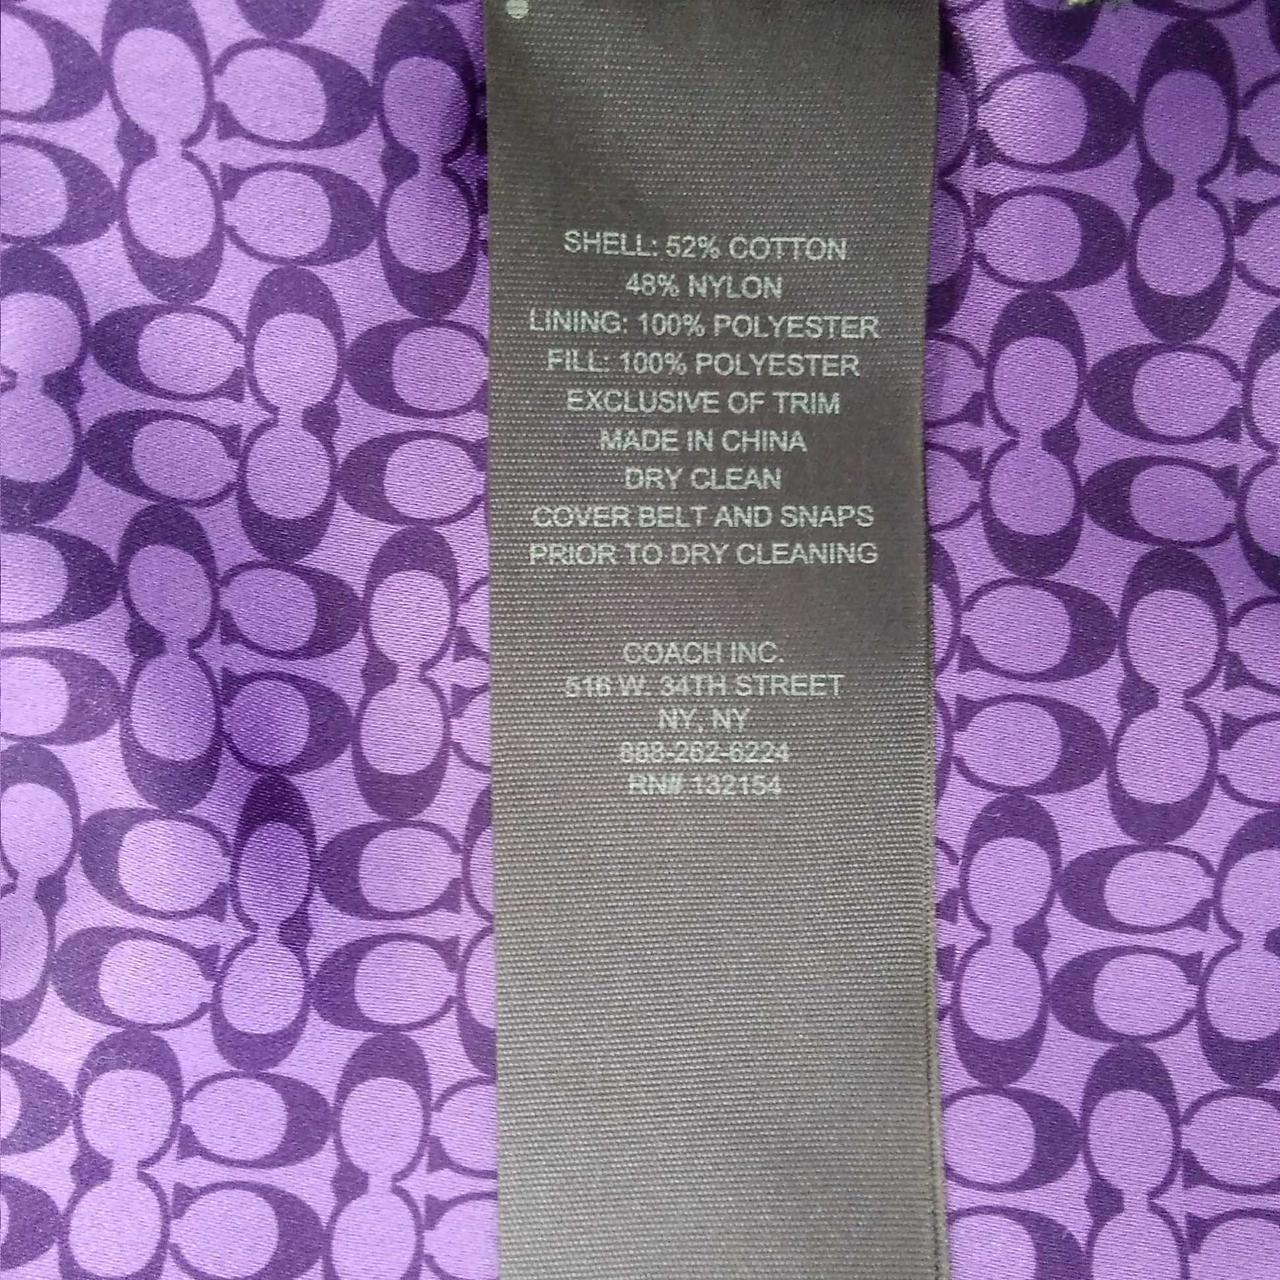 SHELL: 52% COTTON
48% NYLON
LINING: 100% POLYESTER
FILL: 100% POLYESTER
EXCLUSIVE OF TRIM
MADE IN CHINA
DRY CLEAN
COVER BELT AND SNAPS
PRIOR TO DRY CLEANING
COACH INC.
516 W. 34TH STREET
NY, NY
888-262-6224
RN# 132154